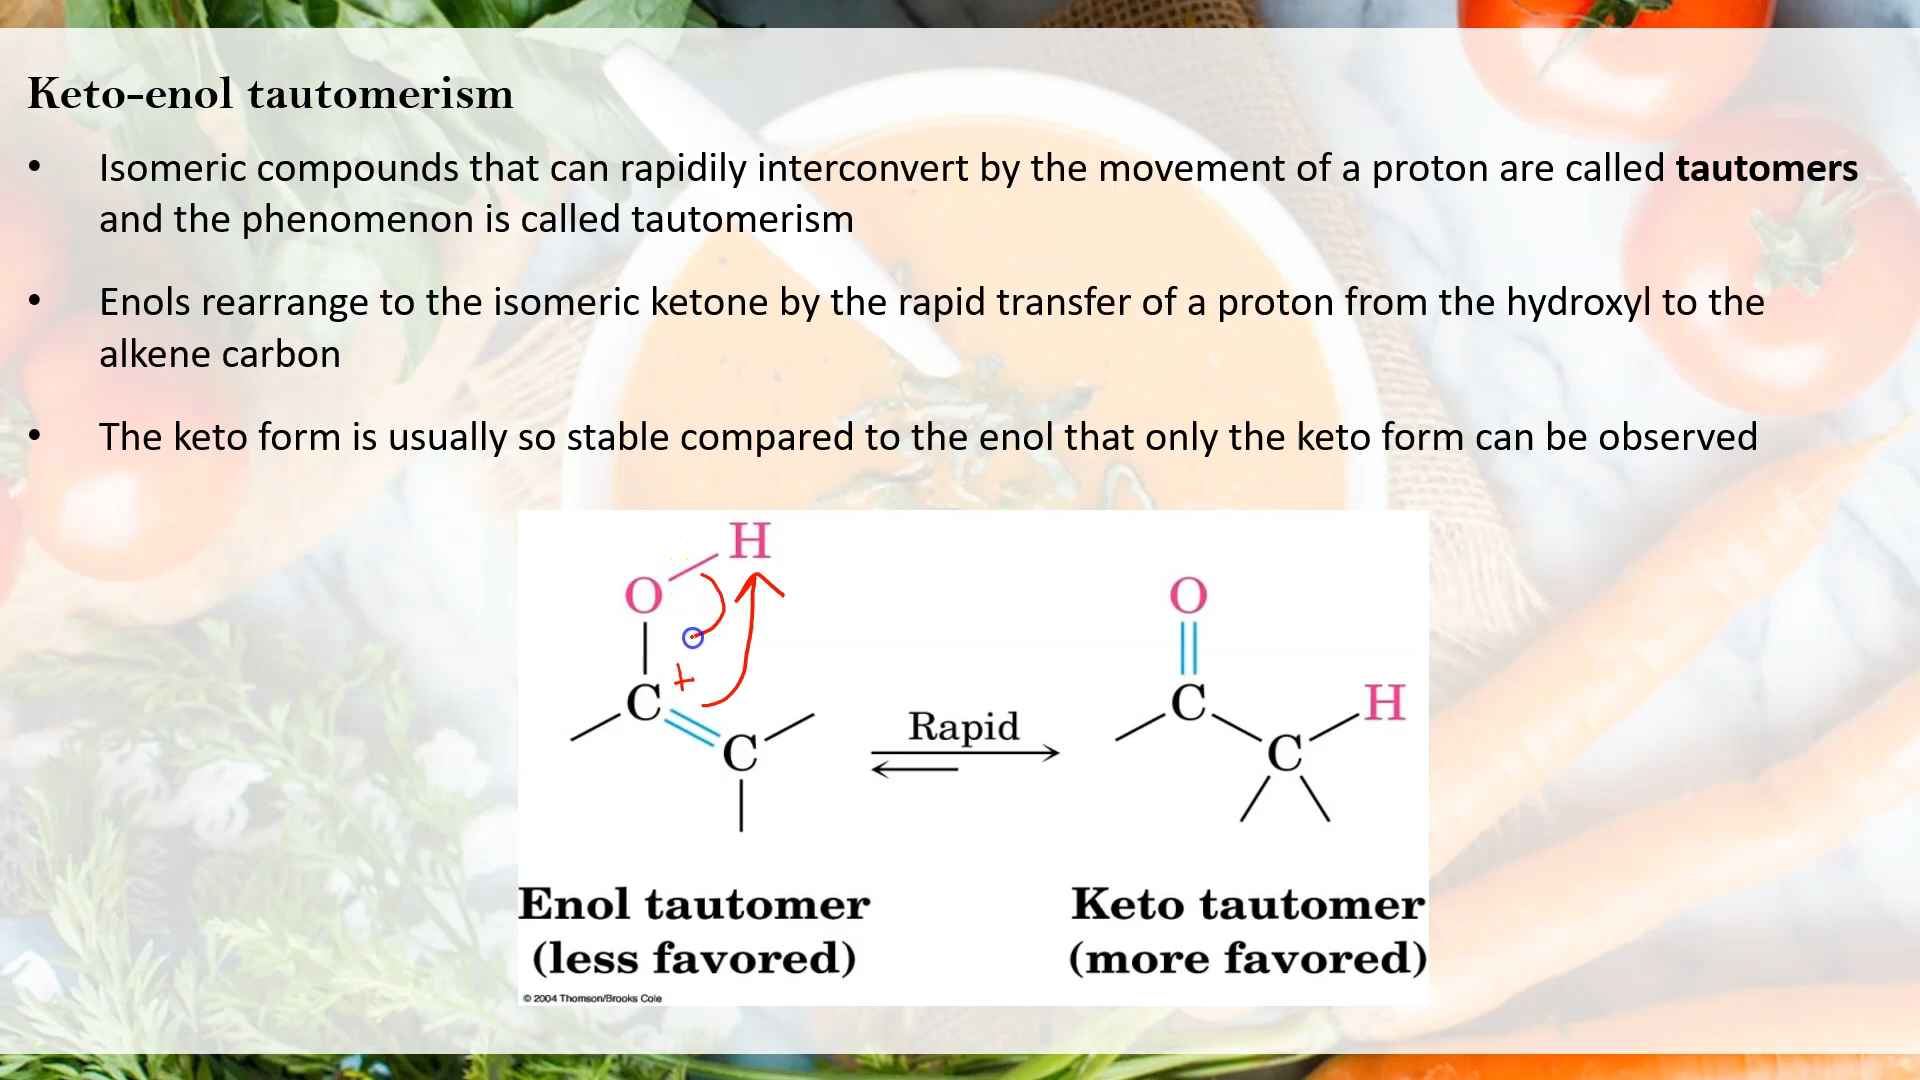 Keto-enol tautomerism
• Isomeric compounds that can rapidily interconvert by the movement of a proton are called tautomers
and the phenomenon is called tautomerism
• Enols rearrange to the isomeric ketone by the rapid transfer of a proton from the hydroxyl to the
alkene carbon
• The keto form is usually so stable compared to the enol that only the keto form can be observed
H
O
O
+
C
C
H
Rapid
C
C
Enol tautomer
(less favored)
Keto tautomer
(more favored)
© 2004 Thomson/Brooks Cole